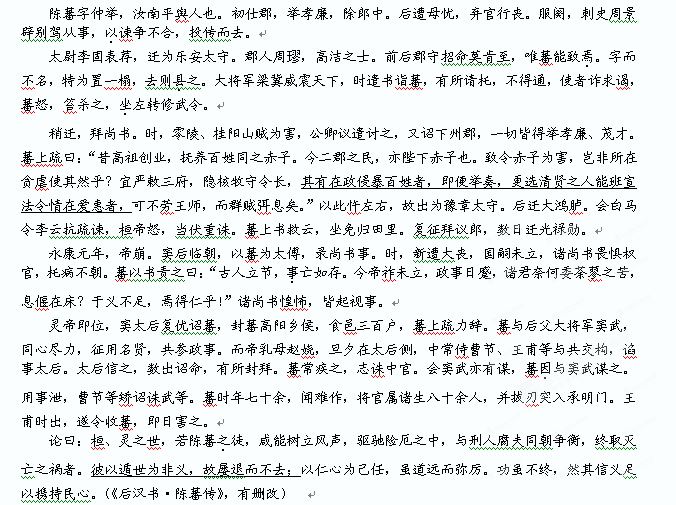 陈蕃字仲举，汝南平舆人也。初仕郡，举孝廉，除郎中。后遭母忧，弃官行丧。服阕，刺史周景
辟别驾从事，以谏争不合，投传而去。
太尉李固表荐，迁为乐安太守。郡人周璆，高洁之士。前后郡守招命莫肯至，唯蕃能致焉。字而
不名，特为置一榻，去则县之。大将军梁冀威震天下，时遣书诣蕃，有所请托，不得通，使者诈求谒，
蕃怒，笞杀之，坐左转修武令。
稍迁，拜尚书。时，零陵、桂阳山贼为害，公卿议遣讨之，又诏下州郡，一切皆得举孝廉、茂才。
蕃上疏曰：“昔高祖创业，抚养百姓同之赤子。今二郡之民，亦陛下赤子也。致令赤子为害，岂非所在
贪虐使其然乎？宜严敕三府，隐核牧守令长，其有在政侵暴百姓者，即便举奏，更选清贤之人能班宣
法令情在爱惠者，可不劳王师，而群贼弭息矣。”以此忤左右，故出为豫章太守。后迁大鸿胪。会白马
令李云抗疏谏，桓帝怒，当伏重诛。蕃上书救云，坐免归田里。复征拜议郎，数日迁光禄勋。
永康元年，帝崩。窦后临朝，以蕃为太傅，录尚书事。时，新遭大丧，国嗣未立，诸尚书畏惧权
官，托病不朝。蕃以书责之曰：“古人立节，事亡如存。今帝祚未立，政事日蹙，诸君奈何委荼蓼之苦，
息偃在床？于义不足，焉得仁乎！”诸尚书惶怖，皆起视事。
灵帝即位，窦太后复优诏蕃，封蕃高阳乡侯，食邑三百户，蕃上疏力辞。蕃与后父大将军窦武，
同心尽力，征用名贤，共参政事。而帝乳母赵娆，旦夕在太后侧，中常侍曹节、王甫等与共交构，谄
事太后。太后信之，数出诏命，有所封拜。蕃常疾之，志诛中官。会窦武亦有谋，蕃因与窦武谋之。
用事泄，曹节等矫诏诛武等。蕃时年七十余，闻难作，将官属诸生八十余人，并拔刃突入承明门。王
甫时出，遂令收蕃，即日害之。
论曰：桓、灵之世，若陈蕃之徒，咸能树立风声，驱驰险厄之中，与刑人腐夫同朝争衡，终取灭
亡之祸者。彼以遁世为非义，故屡退而不去；以仁心为己任，虽道远而弥厉。功虽不终，然其信义足
以携持民心。（《后汉书·陈蕃传》，有删改）